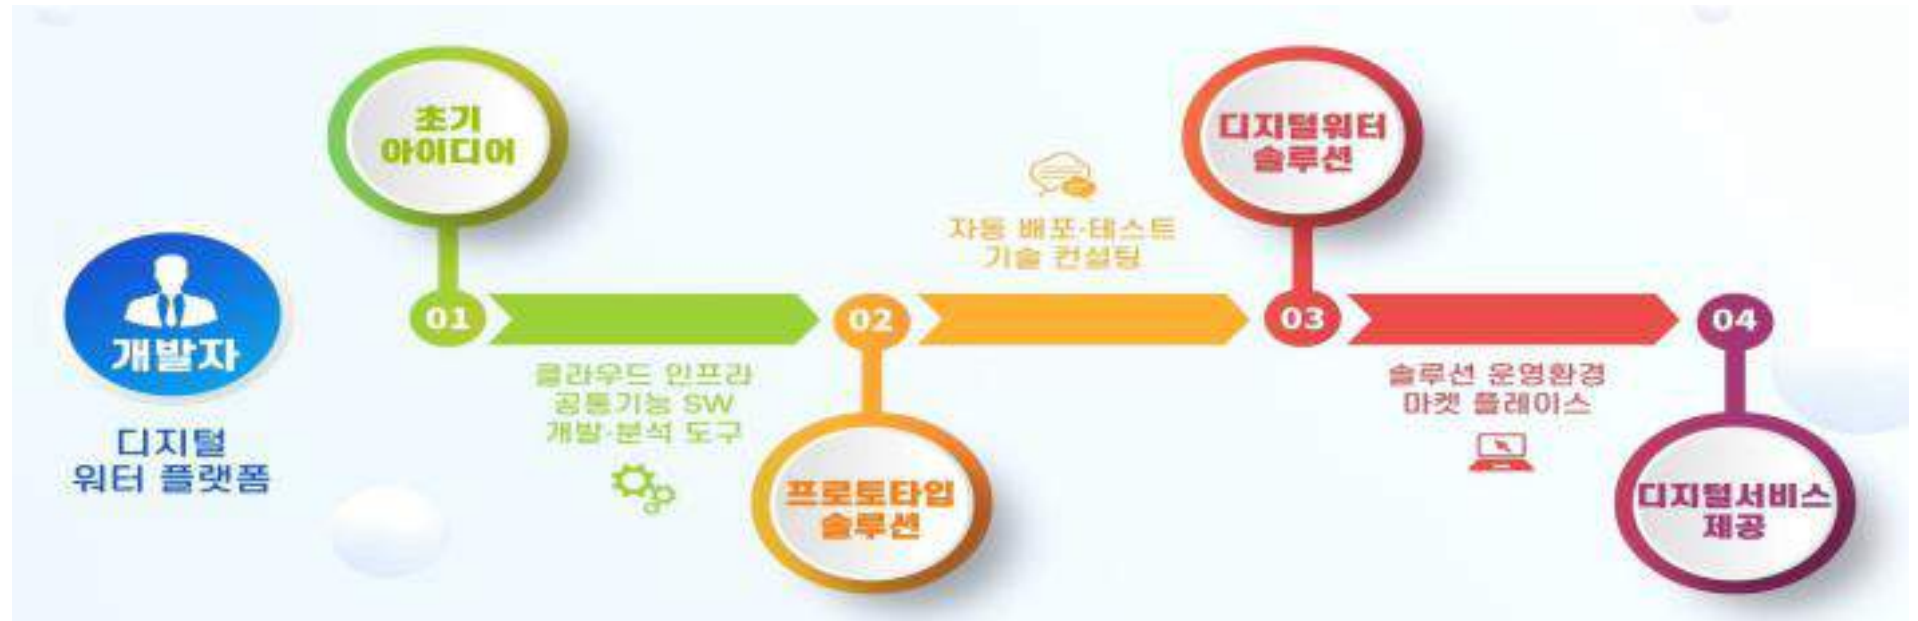 개발자
디지털
워터 플랫폼
초기
아이디어
01
클라우드 인프라
공통기능 SW
개발·분석 도구
02
프로토타입
솔루션
자동 배포·테스트
기술 컨설팅
디지털워터
솔루션
03
솔루션 운영환경
마켓 플레이스
04
디지털서비스
제공